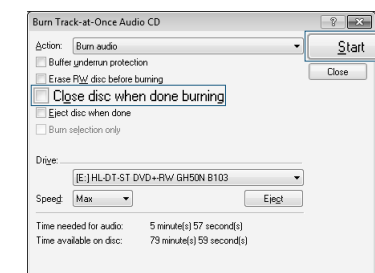 Burn Track-at-Once Audio CD
Action: Burn audio
Start
Buffer underrun protection
Close
Erase RW disc before burning
Close disc when done burning
Eject disc when done
Burn selection only
Drive:
[E:] HL-DT-ST DVD+-RW GH50N B103
Speed: Max Eject
Time needed for audio: 5 minute(s) 57 second(s)
Time available on disc: 79 minute(s) 59 second(s)